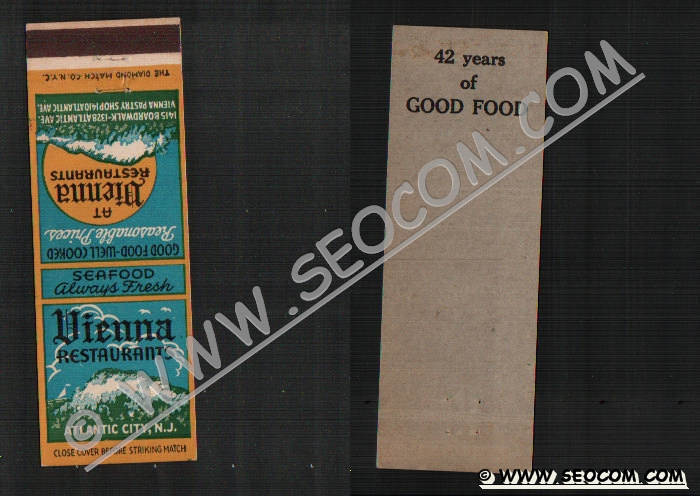 THE DIAMOND MATCH CO. N.Y.C.
1415 BOARDWALK-1328 ATLANTIC AVE.
VIENNA PASTRY SHOP 1410 ATLANTIC AVE.
AT
Vienna
RESTAURANTS
Reasonable Prices
GOOD FOOD-WELL COOKED
SEAFOOD
Always Fresh
Vienna
RESTAURANTS
ATLANTIC CITY, N.J.
CLOSE COVER BEFORE STRIKING MATCH
42 years
of
GOOD FOOD
© WWW.SEOCOM.COM
© WWW.SEOCOM.COM